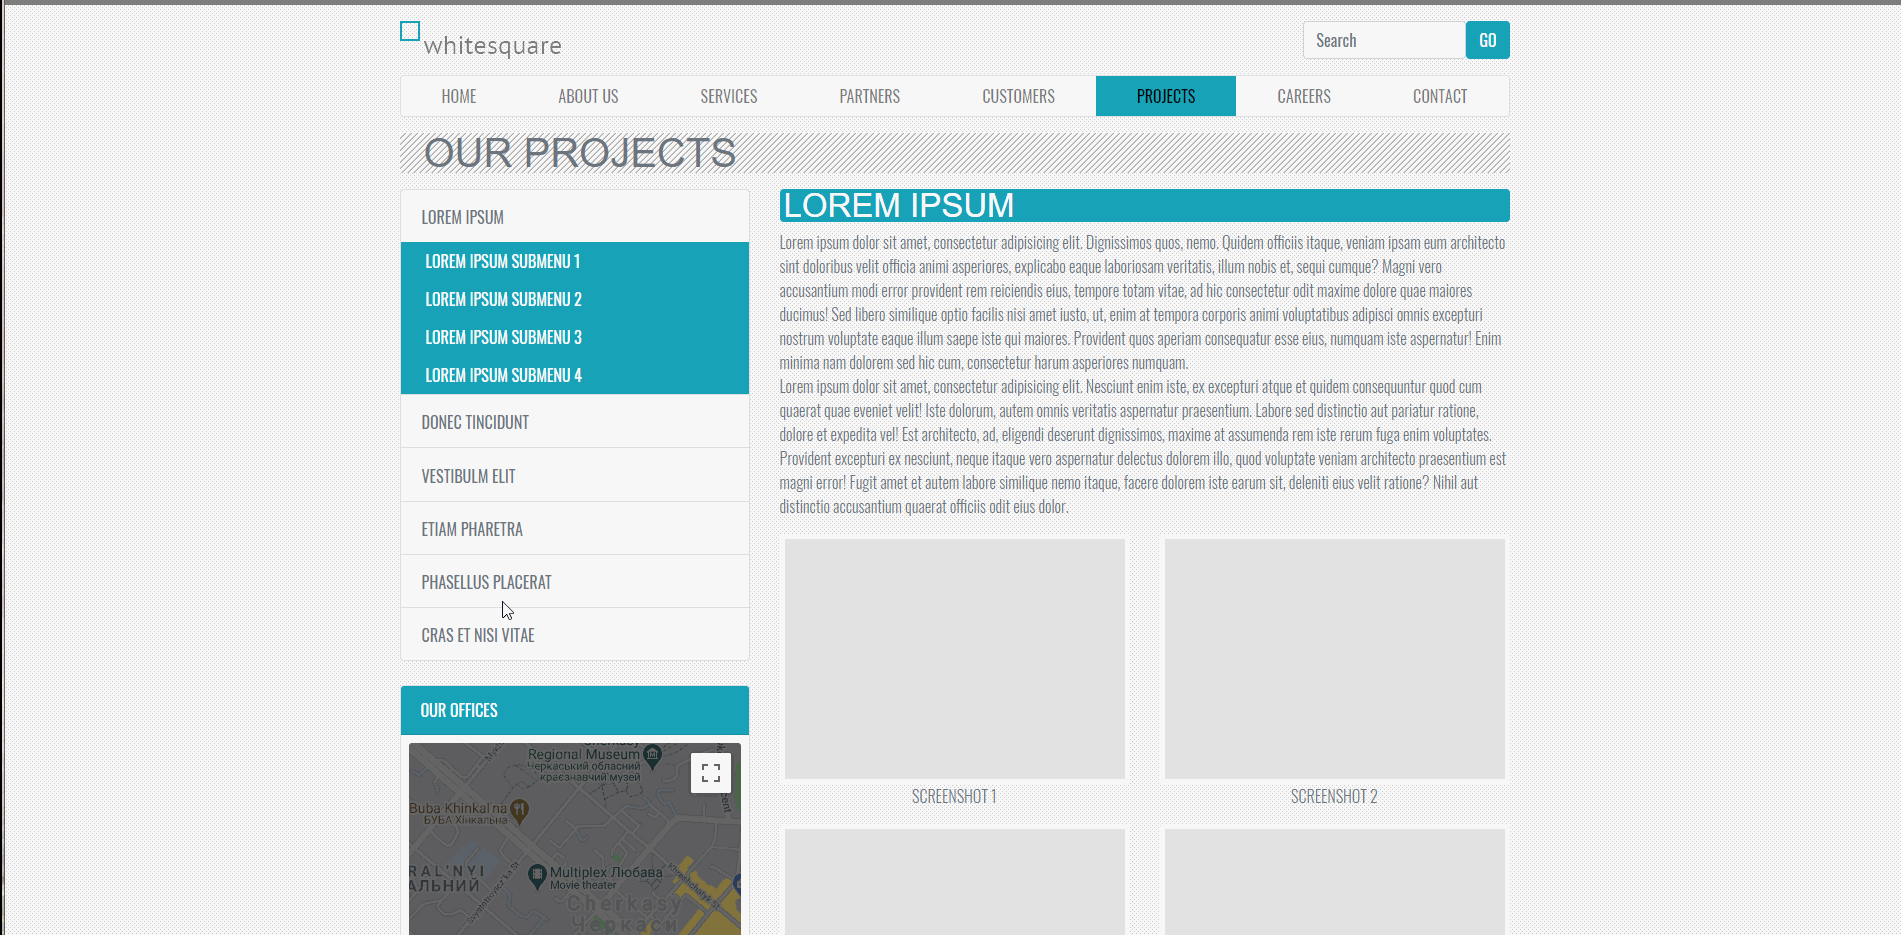 whitesquare
Search
GO
HOME
ABOUT US
SERVICES
PARTNERS
CUSTOMERS
PROJECTS
CAREERS
CONTACT
OUR PROJECTS
LOREM IPSUM
LOREM IPSUM SUBMENU 1
LOREM IPSUM SUBMENU 2
LOREM IPSUM SUBMENU 3
LOREM IPSUM SUBMENU 4
DONEC TINCIDUNT
VESTIBULM ELIT
ETIAM PHARETRA
PHASELLUS PLACERAT
CRAS ET NISI VITAE
OUR OFFICES
Cherkasy
Regional Museum
Черкаський обласний
краєзнавчий музей
Buba Khinkal'na
БУБА Хінкальна
Multiplex Любава
Movie theater
Khreshchatyk St
Cherkasy
Черкаси
LOREM IPSUM
Lorem ipsum dolor sit amet, consectetur adipisicing elit. Dignissimos quos, nemo. Quidem officiis itaque, veniam ipsam eum architecto
sint doloribus velit officia animi asperiores, explicabo eaque laboriosam veritatis, illum nobis et, sequi cumque? Magni vero
accusantium modi error provident rem reiciendis eius, tempore totam vitae, ad hic consectetur odit maxime dolore quae maiores
ducimus! Sed libero similique optio facilis nisi amet iusto, ut, enim at tempora corporis animi voluptatibus adipisci omnis excepturi
nostrum voluptate eaque illum saepe iste qui maiores. Provident quos aperiam consequatur esse eius, numquam iste aspernatur! Enim
minima nam dolorem sed hic cum, consectetur harum asperiores numquam.
Lorem ipsum dolor sit amet, consectetur adipisicing elit. Nesciunt enim iste, ex excepturi atque et quidem consequuntur quod cum
quaerat quae eveniet velit! Iste dolorum, autem omnis veritatis aspernatur praesentium. Labore sed distinctio aut pariatur ratione,
dolore et expedita vel! Est architecto, ad, eligendi deserunt dignissimos, maxime at assumenda rem iste rerum fuga enim voluptates.
Provident excepturi ex nesciunt, neque itaque vero aspernatur delectus dolorem illo, quod voluptate veniam architecto praesentium est
magni error! Fugit amet et autem labore similique nemo itaque, facere dolorem iste earum sit, deleniti eius velit ratione? Nihil aut
distinctio accusantium quaerat officiis odit eius dolor.
SCREENSHOT 1
SCREENSHOT 2